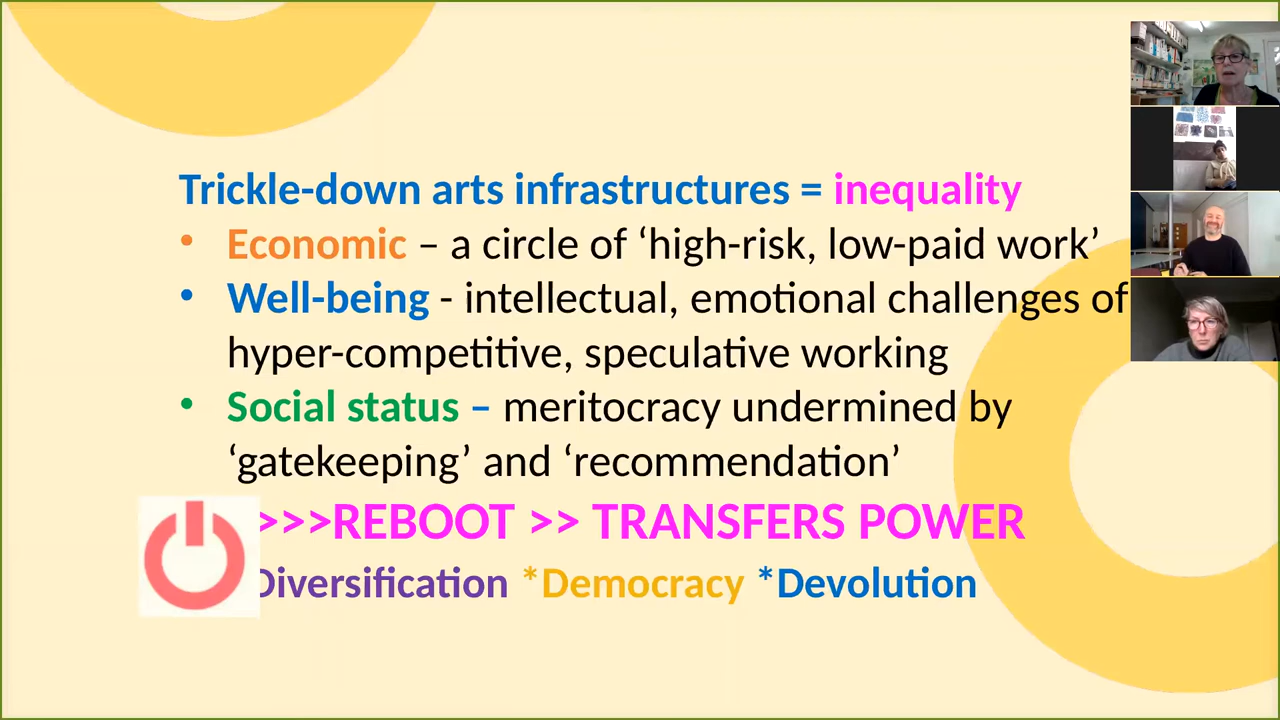 Trickle-down arts infrastructures = inequality
• Economic – a circle of ‘high-risk, low-paid work’
• Well-being - intellectual, emotional challenges of
hyper-competitive, speculative working
• Social status – meritocracy undermined by
‘gatekeeping’ and ‘recommendation’
>>>REBOOT >> TRANSFERS POWER
Diversification *Democracy *Devolution